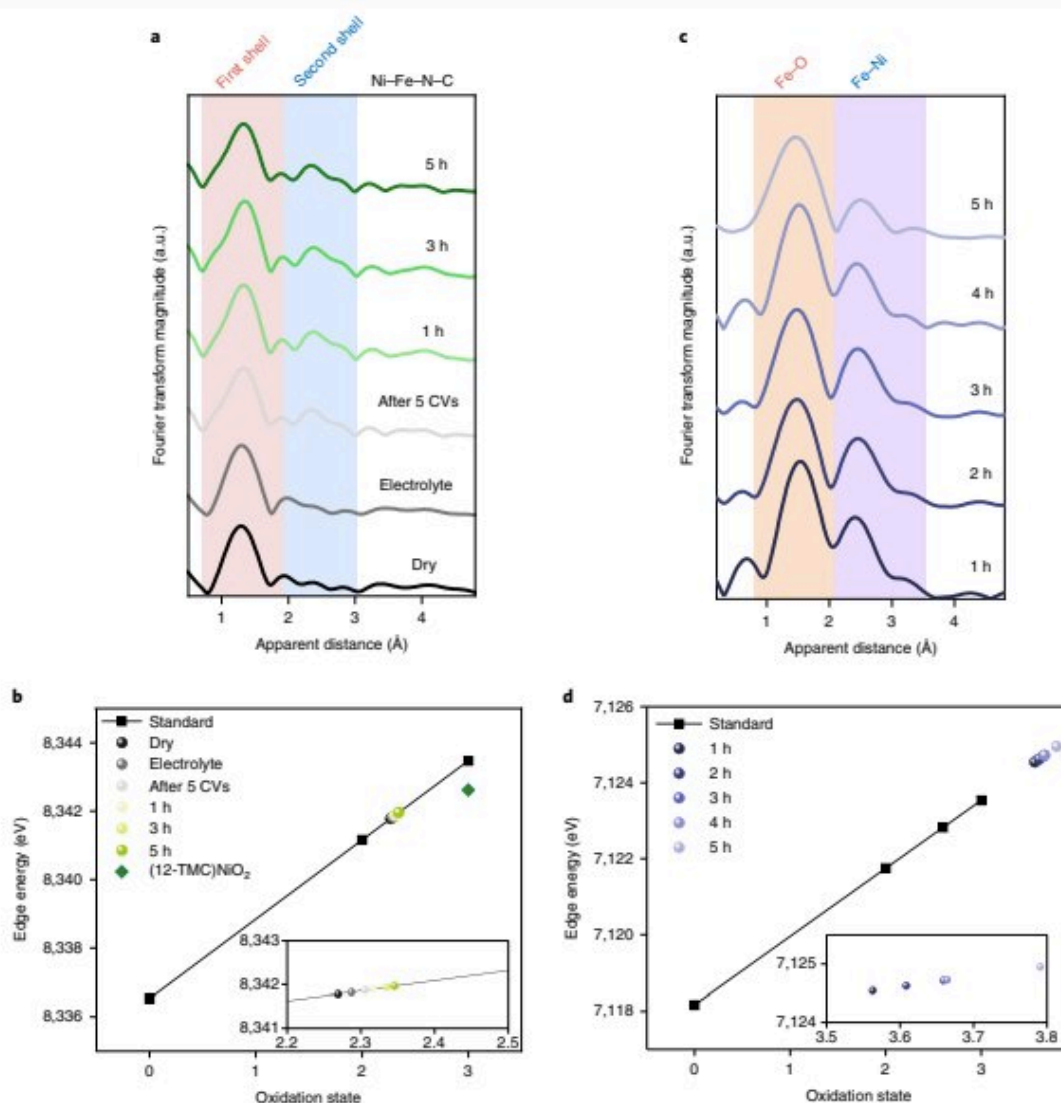 a
First shell
Second shell
Ni–Fe–N–C
5 h
3 h
1 h
After 5 CVs
Electrolyte
Dry
Fourier transform magnitude (a.u.)
1 2 3 4
Apparent distance (Å)
c
Fe–O
Fe–Ni
5 h
4 h
3 h
2 h
1 h
Fourier transform magnitude (a.u.)
1 2 3 4
Apparent distance (Å)
b
Standard
Dry
Electrolyte
After 5 CVs
1 h
3 h
5 h
(12-TMC)NiO₂
8,344
8,342
8,340
8,338
8,336
Edge energy (eV)
8,343
8,342
8,341
2.2 2.3 2.4 2.5
0 1 2 3
Oxidation state
d
Standard
1 h
2 h
3 h
4 h
5 h
7,126
7,124
7,122
7,120
7,118
Edge energy (eV)
7,125
7,124
3.5 3.6 3.7 3.8
0 1 2 3
Oxidation state